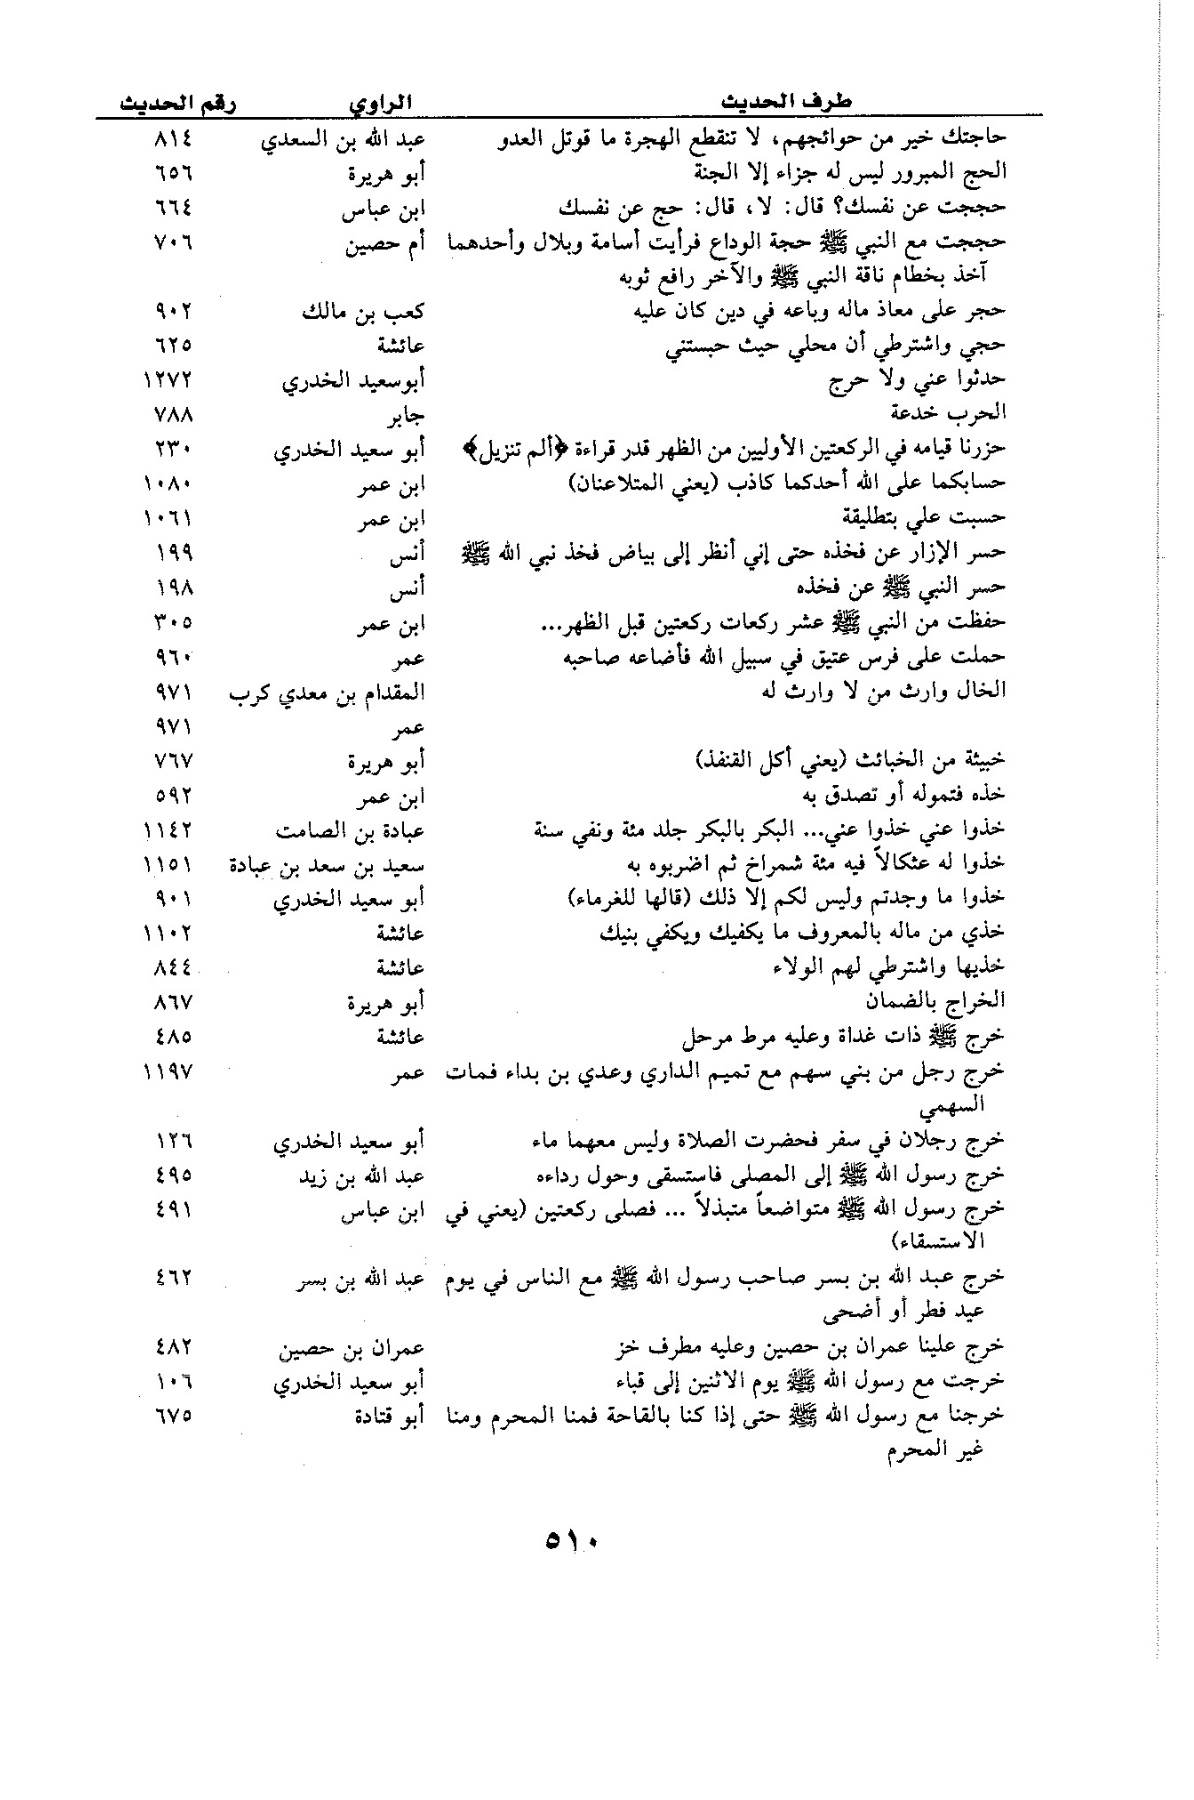 طرف الحديث الراوي رقم الحديث
حاجتك خير من حوائجهم، لا تنقطع الهجرة ما قوتل العدو عبد الله بن السعدي ٨١٤
الحج المبرور ليس له جزاء إلا الجنة أبو هريرة ٦٥٦
حججت عن نفسك؟ قال: لا، قال: حج عن نفسك ابن عباس ٦٦٤
حججت مع النبي ﷺ حجة الوداع فرأيت أسامة وبلال وأحدهما أم حصين ٧٠٦
آخذ بخطام ناقة النبي ﷺ والآخر رافع ثوبه
حجر على معاذ ماله وباعه في دين كان عليه كعب بن مالك ٩٠٢
حجي واشترطي أن محلي حيث حبستني عائشة ٦٢٥
حدثوا عني ولا حرج أبوسعيد الخدري ١٢٧٢
الحرب خدعة جابر ٧٨٨
حزرنا قيامه في الركعتين الأوليين من الظهر قدر قراءة ﴿ألم تنزيل﴾ أبو سعيد الخدري ٢٣٠
حسابكما على الله أحدكما كاذب (يعني المتلاعنان) ابن عمر ١٠٨٠
حسبت علي بتطليقة ابن عمر ١٠٦١
حسر الإزار عن فخذه حتى إني أنظر إلى بياض فخذ نبي الله ﷺ أنس ١٩٩
حسر النبي ﷺ عن فخذه أنس ١٩٨
حفظت من النبي ﷺ عشر ركعات ركعتين قبل الظهر... ابن عمر ٣٠٥
حملت على فرس عتيق في سبيل الله فأضاعه صاحبه عمر ٩٦٠
الخال وارث من لا وارث له المقدام بن معدي كرب ٩٧١
عمر ٩٧١
خبيثة من الخبائث (يعني أكل القنفذ) أبو هريرة ٧٦٧
خذه فتموله أو تصدق به ابن عمر ٥٩٢
خذوا عني خذوا عني... البكر بالبكر جلد مئة ونفي سنة عبادة بن الصامت ١١٤٢
خذوا له عثكالاً فيه مئة شمراخ ثم اضربوه به سعيد بن سعد بن عبادة ١١٥١
خذوا ما وجدتم وليس لكم إلا ذلك (قالها للغرماء) أبو سعيد الخدري ٩٠١
خذي من ماله بالمعروف ما يكفيك ويكفي بنيك عائشة ١١٠٢
خذيها واشترطي لهم الولاء عائشة ٨٤٤
الخراج بالضمان أبو هريرة ٨٦٧
خرج ﷺ ذات غداة وعليه مرط مرحل عائشة ٤٨٥
خرج رجل من بني سهم مع تميم الداري وعدي بن بداء فمات عمر ١١٩٧
السهمي
خرج رجلان في سفر فحضرت الصلاة وليس معهما ماء أبو سعيد الخدري ١٢٦
خرج رسول الله ﷺ إلى المصلى فاستسقى وحول رداءه عبد الله بن زيد ٤٩٥
خرج رسول الله ﷺ متواضعاً متبذلاً ... فصلى ركعتين (يعني في ابن عباس ٤٩١
الاستسقاء)
خرج عبد الله بن بسر صاحب رسول الله ﷺ مع الناس في يوم عبد الله بن بسر ٤٦٢
عيد فطر أو أضحى
خرج علينا عمران بن حصين وعليه مطرف خز عمران بن حصين ٤٨٢
خرجت مع رسول الله ﷺ يوم الاثنين إلى قباء أبو سعيد الخدري ١٠٦
خرجنا مع رسول الله ﷺ حتى إذا كنا بالقاحة فمنا المحرم ومنا أبو قتادة ٦٧٥
غير المحرم
٥١٠